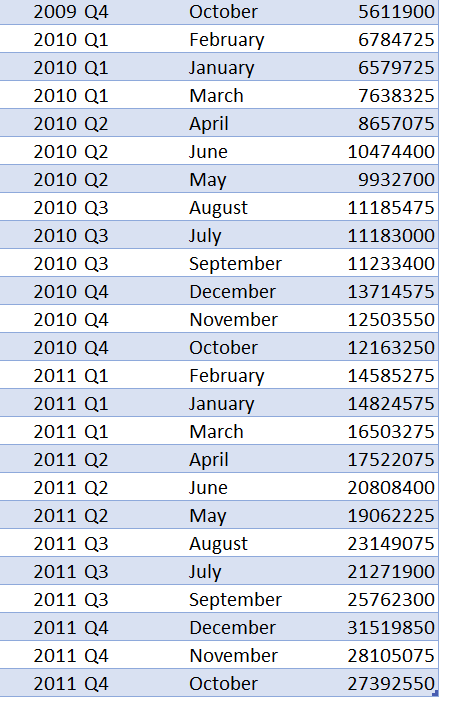 2009 Q4 October 5611900
2010 Q1 February 6784725
2010 Q1 January 6579725
2010 Q1 March 7638325
2010 Q2 April 8657075
2010 Q2 June 10474400
2010 Q2 May 9932700
2010 Q3 August 11185475
2010 Q3 July 11183000
2010 Q3 September 11233400
2010 Q4 December 13714575
2010 Q4 November 12503550
2010 Q4 October 12163250
2011 Q1 February 14585275
2011 Q1 January 14824575
2011 Q1 March 16503275
2011 Q2 April 17522075
2011 Q2 June 20808400
2011 Q2 May 19062225
2011 Q3 August 23149075
2011 Q3 July 21271900
2011 Q3 September 25762300
2011 Q4 December 31519850
2011 Q4 November 28105075
2011 Q4 October 27392550